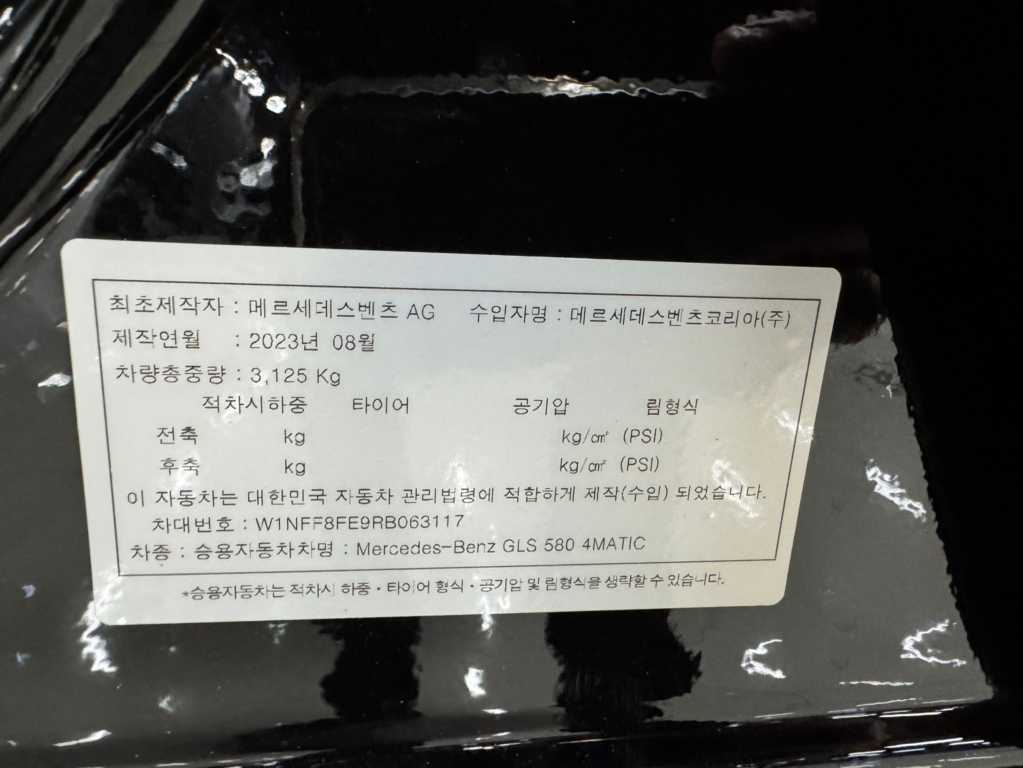 최초제작자 : 메르세데스벤츠 AG 수입자명 : 메르세데스벤츠코리아(주)
제작연월 : 2023년 08월
차량총중량 : 3,125 Kg
적차시하중 타이어 공기압 림형식
전축 kg kg/㎠ (PSI)
후축 kg kg/㎠ (PSI)
이 자동차는 대한민국 자동차 관리법령에 적합하게 제작(수입) 되었습니다.
차대번호 : W1NFF8FE9RB063117
차종 : 승용자동차차명 : Mercedes-Benz GLS 580 4MATIC
*승용자동차는 적차시 하중·타이어 형식·공기압 및 림형식을 생략할 수 있습니다.